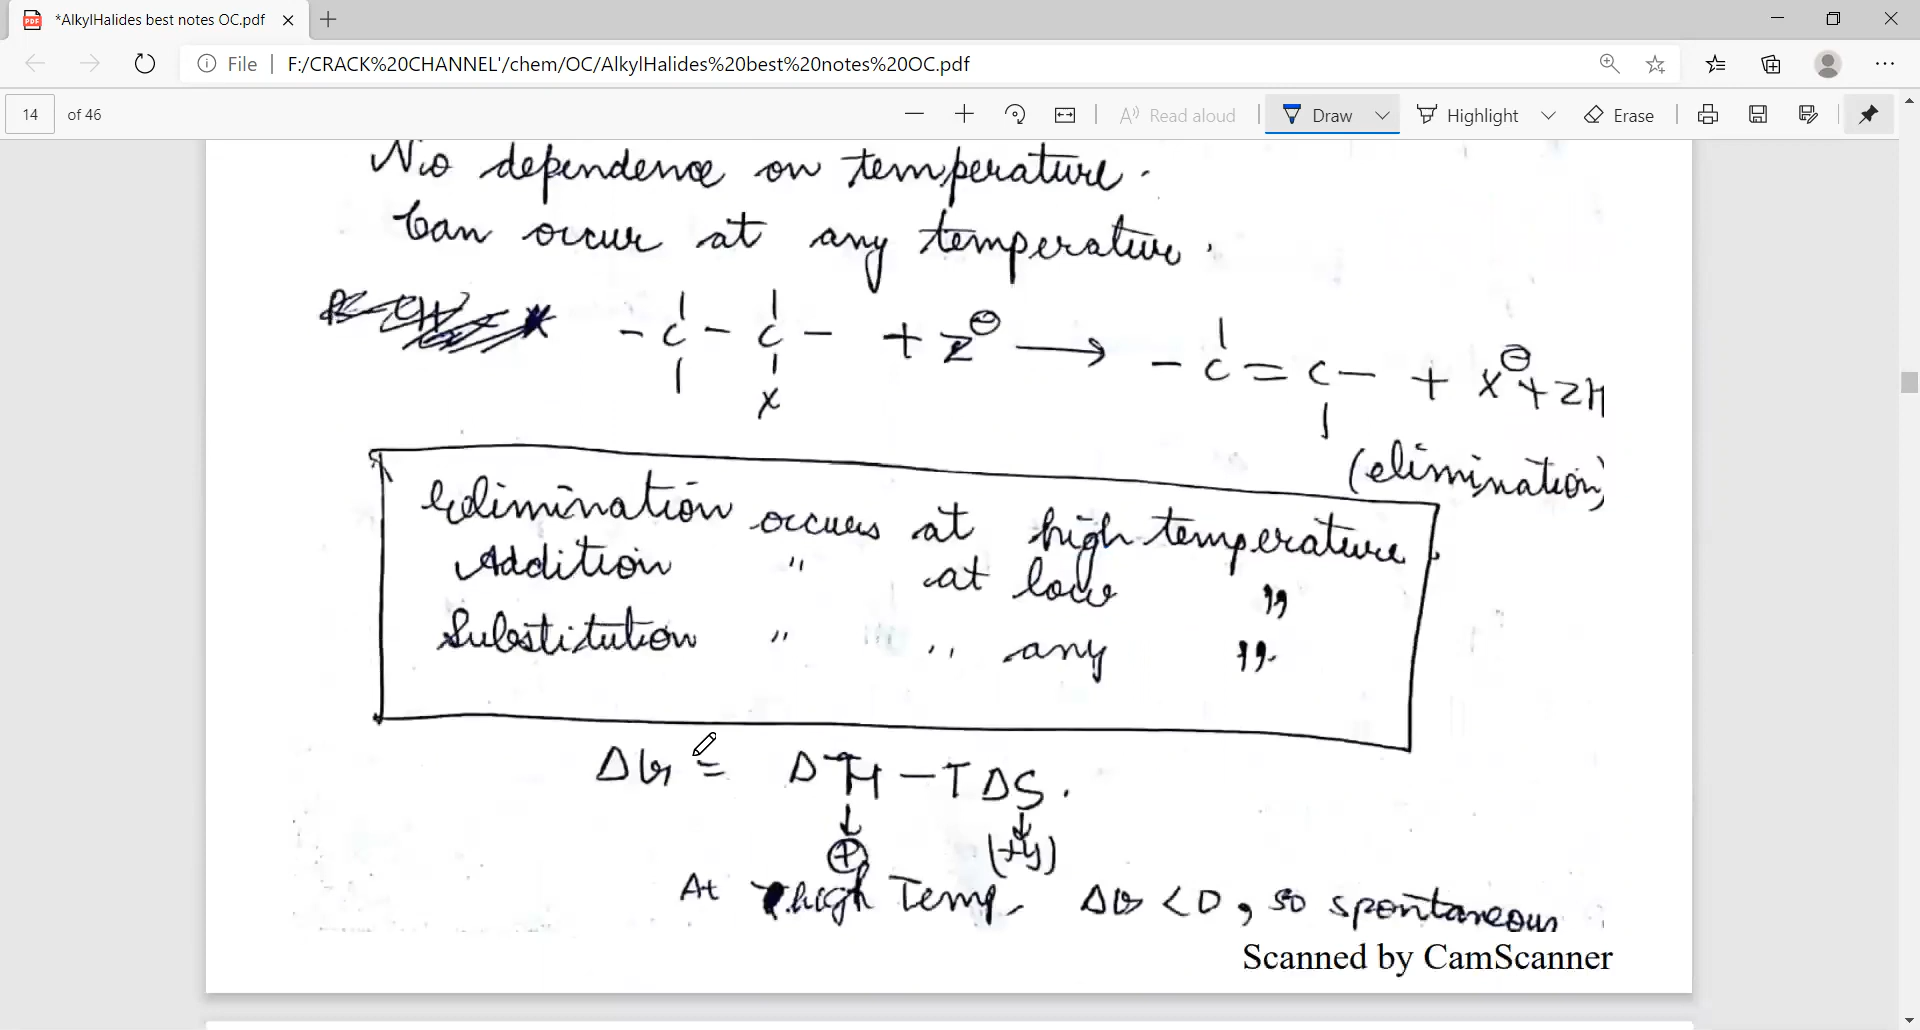 *AlkylHalides best notes OC.pdf
File | F:/CRACK%20CHANNEL'/chem/OC/AlkylHalides%20best%20notes%20OC.pdf
14 of 46
Read aloud
Draw
Highlight
Erase
No dependence on temperature.
Can occur at any temperature.
- C - C - + Z⊖ ⟶ - C = C - + X⊖ + ZH
X
(elimination)
Elimination occurs at high temperature.
Addition " at low "
Substitution " " any "
ΔG = ΔH - TΔS.
↓ ↓
⊕ (+y)
At high Temp. ΔG < 0, so spontaneous
Scanned by CamScanner